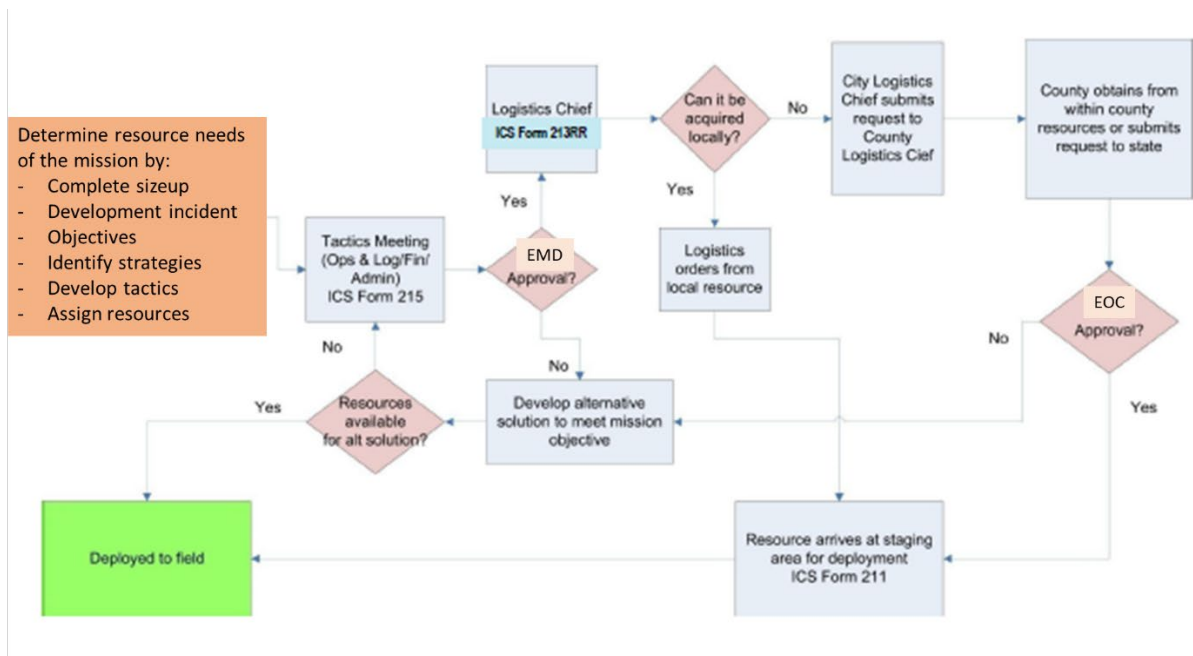 Determine resource needs
of the mission by:
- Complete sizeup
- Development incident
- Objectives
- Identify strategies
- Develop tactics
- Assign resources
Tactics Meeting
(Ops & Log/Fin/
Admin)
ICS Form 215
EMD
Approval?
Yes
No
Logistics Chief
ICS Form 213RR
Can it be
acquired
locally?
No
Yes
City Logistics
Chief submits
request to
County
Logistics Cief
County obtains from
within county
resources or submits
request to state
Logistics
orders from
local resource
EOC
Approval?
No
Yes
Develop alternative
solution to meet mission
objective
Resources
available
for alt solution?
No
Yes
Resource arrives at staging
area for deployment
ICS Form 211
Deployed to field